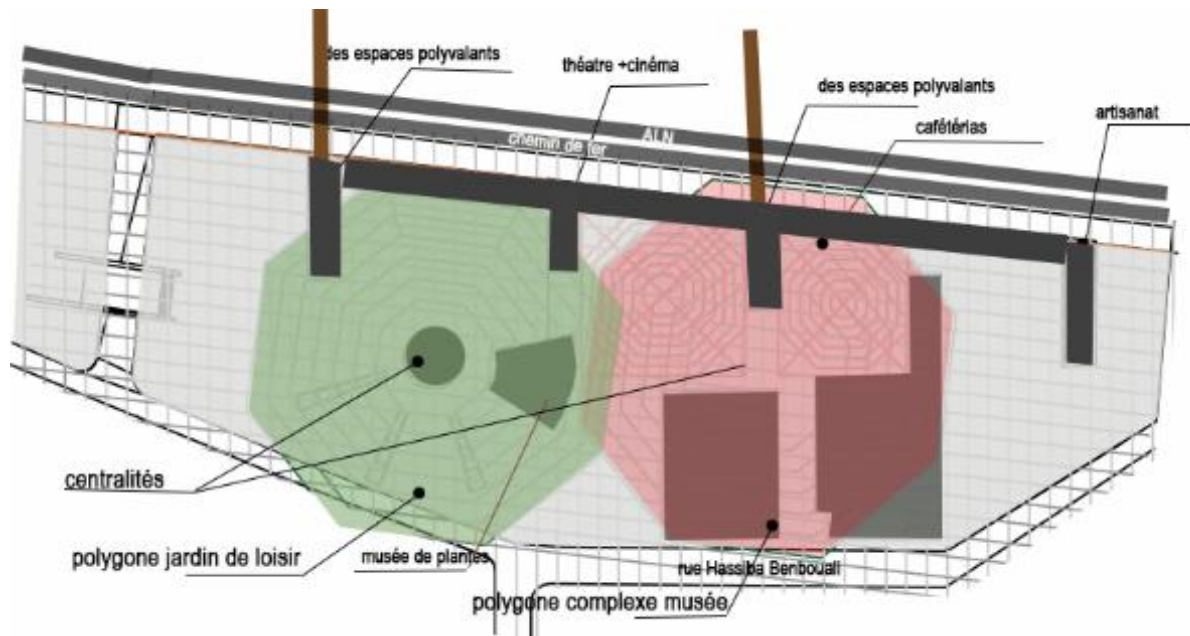 des espaces polyvalants
théatre +cinéma
des espaces polyvalants
artisanat
cafétérias
ALN
chemin de fer
centralités
polygone jardin de loisir
musée de plantes
rue Hassiba Benbouali
polygone complexe musée